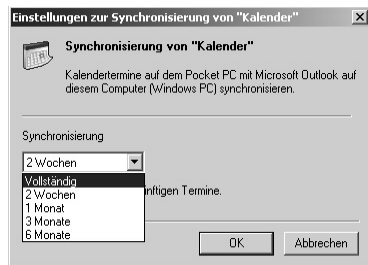 Einstellungen zur Synchronisierung von "Kalender"
Synchronisierung von "Kalender"
Kalendertermine auf dem Pocket PC mit Microsoft Outlook auf
diesem Computer (Windows PC) synchronisieren.
Synchronisierung
2 Wochen
Vollständig
2 Wochen
nftigen Termine.
1 Monat
3 Monate
6 Monate
OK Abbrechen